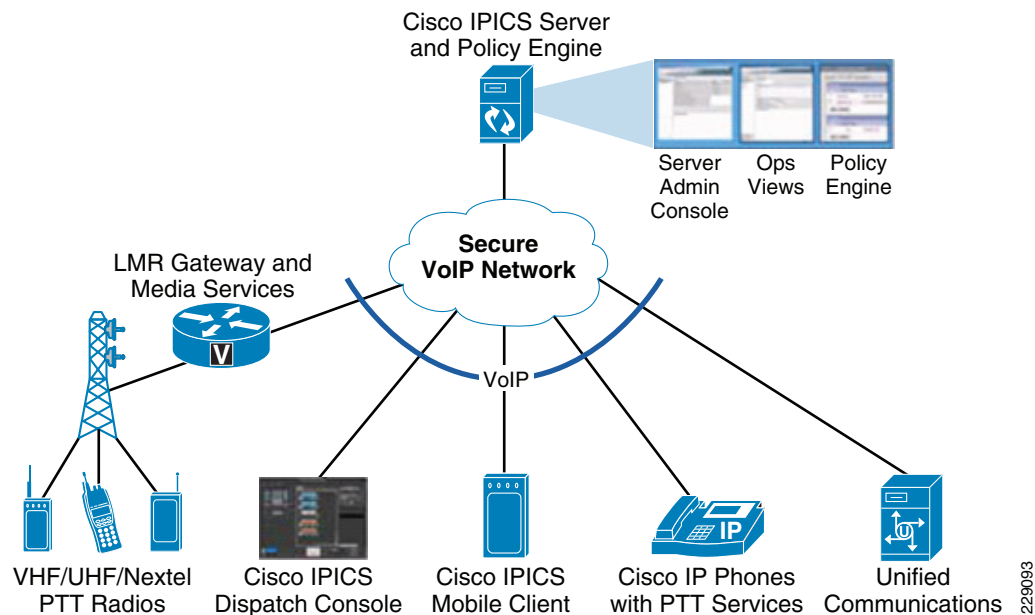 Cisco IPICS Server
and Policy Engine
Server
Admin
Console
Ops
Views
Policy
Engine
Secure
VoIP Network
LMR Gateway and
Media Services
V
VoIP
IP
U
VHF/UHF/Nextel
PTT Radios
Cisco IPICS
Dispatch Console
Cisco IPICS
Mobile Client
Cisco IP Phones
with PTT Services
Unified
Communications
229093